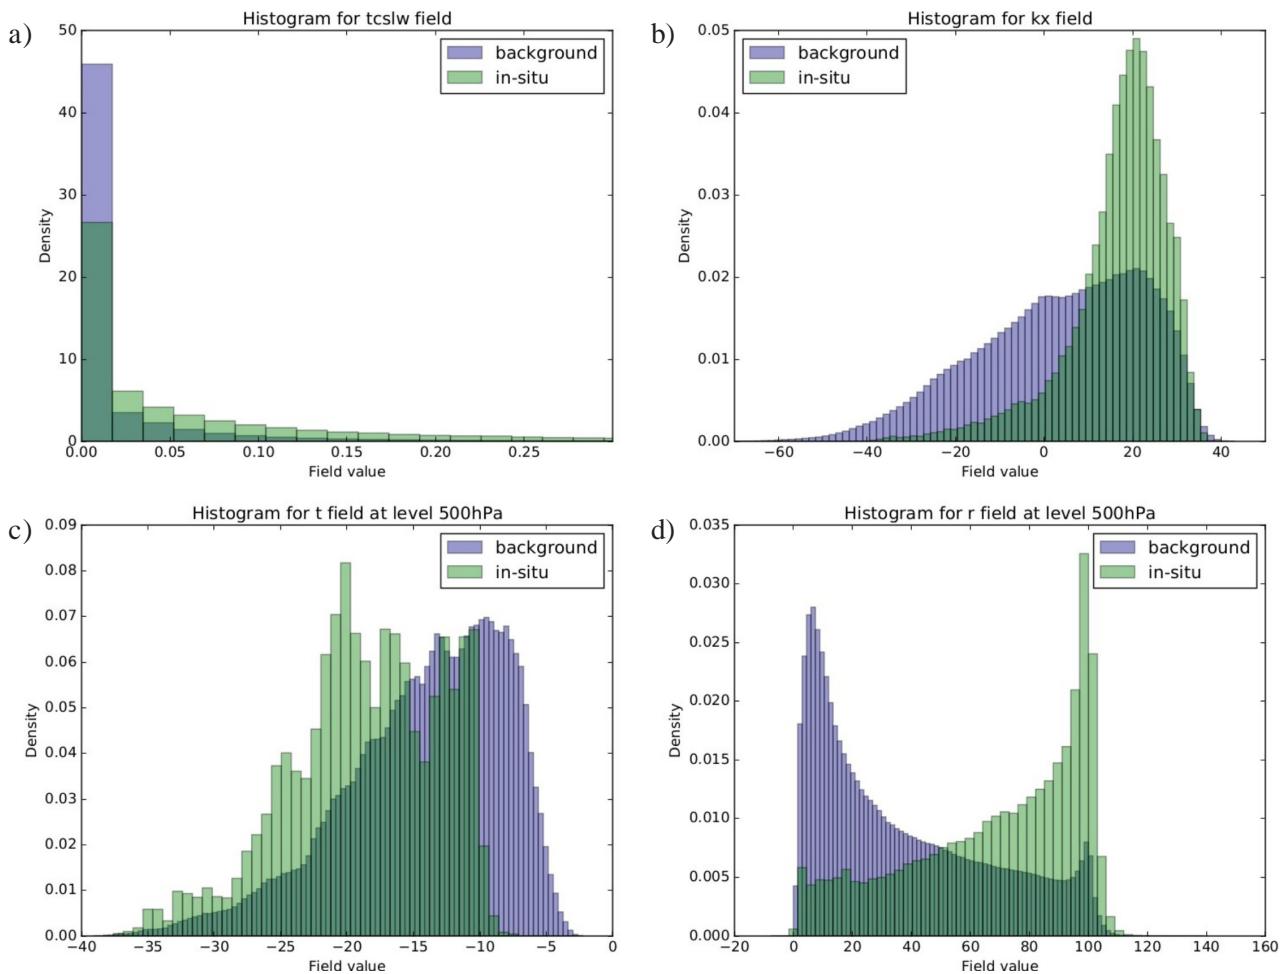 a)
Histogram for tcslw field
50
40
30
20
10
0
Density
0.00 0.05 0.10 0.15 0.20 0.25
Field value
background
in-situ
b)
Histogram for kx field
0.05
0.04
0.03
0.02
0.01
0.00
Density
−60 −40 −20 0 20 40
Field value
background
in-situ
c)
Histogram for t field at level 500hPa
0.09
0.08
0.07
0.06
0.05
0.04
0.03
0.02
0.01
0.00
Density
−40 −35 −30 −25 −20 −15 −10 −5 0
Field value
background
in-situ
d)
Histogram for r field at level 500hPa
0.035
0.030
0.025
0.020
0.015
0.010
0.005
0.000
Density
−20 0 20 40 60 80 100 120 140 160
Field value
background
in-situ